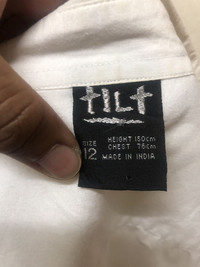 tilt
SIZE HEIGHT 150cm
12 CHEST 76cm
MADE IN INDIA